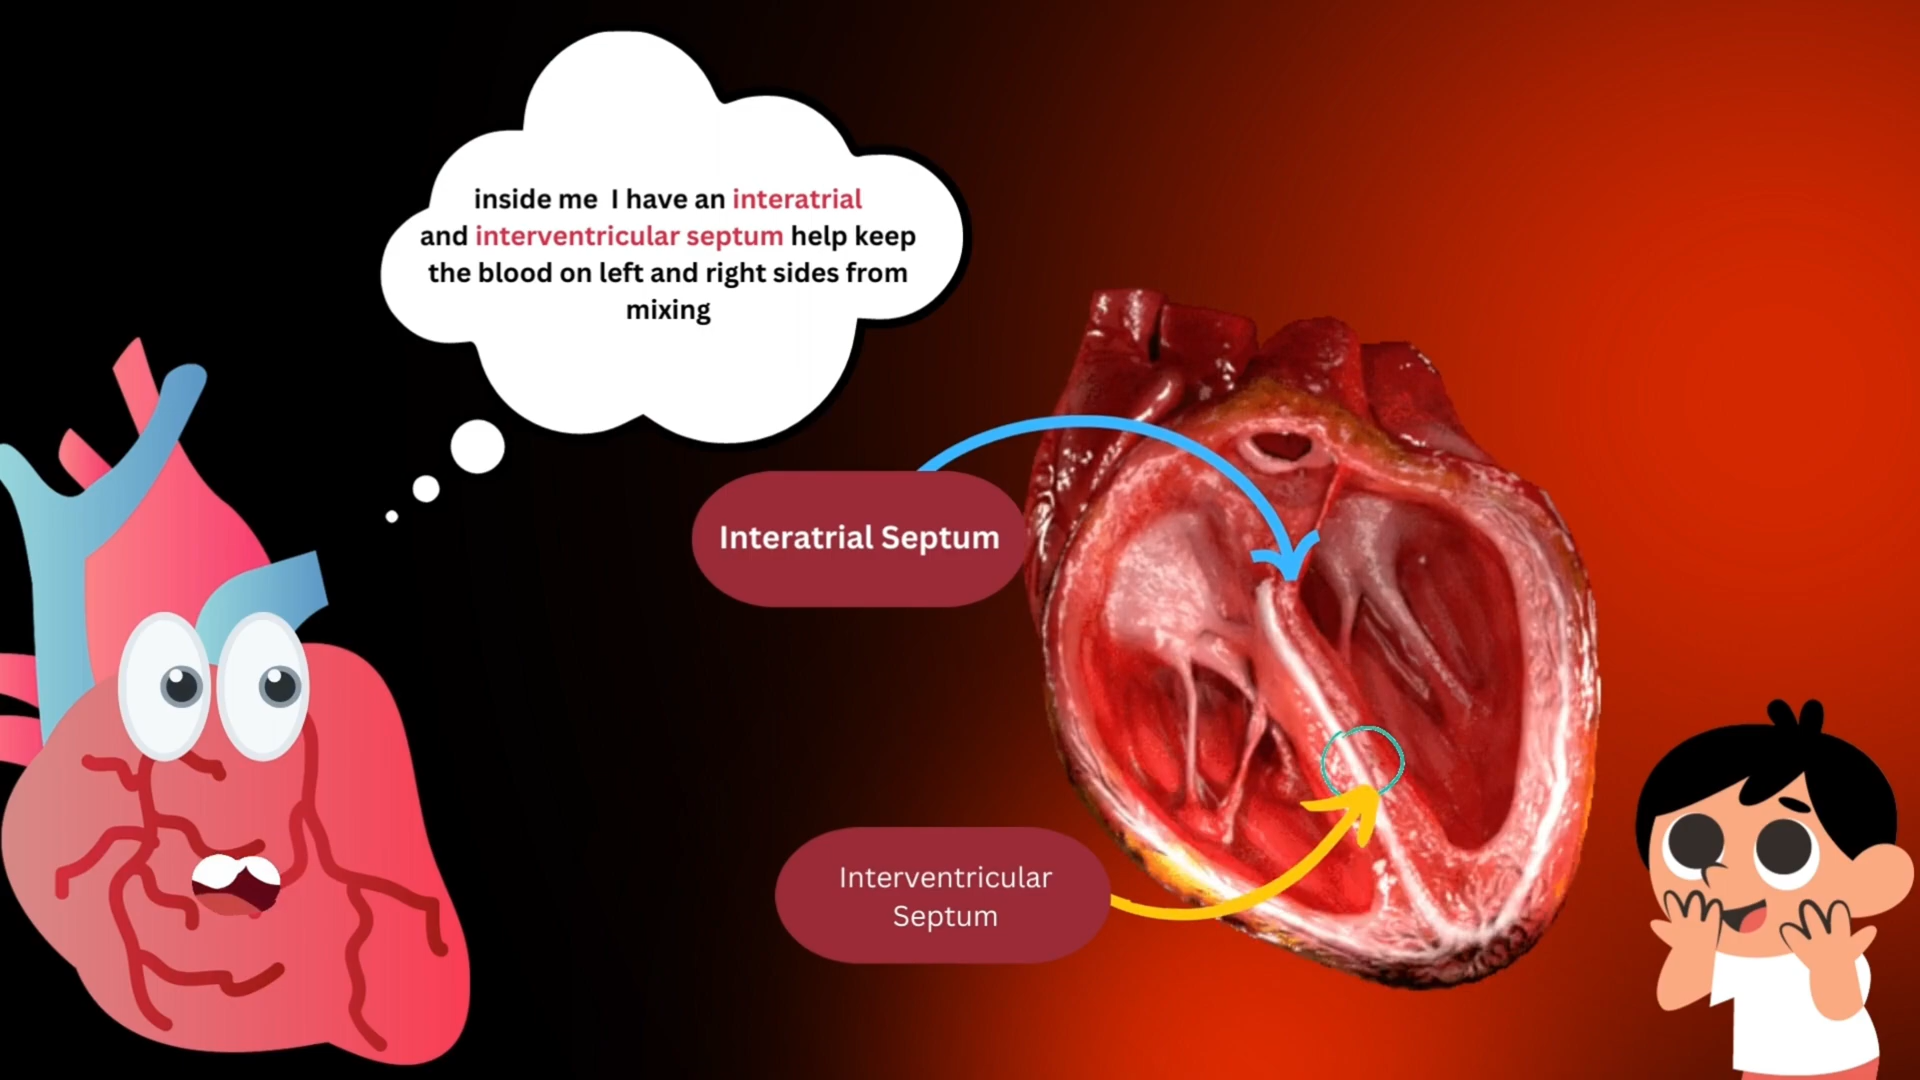 inside me  I have an interatrial
and interventricular septum help keep
the blood on left and right sides from
mixing
Interatrial Septum
Interventricular
Septum